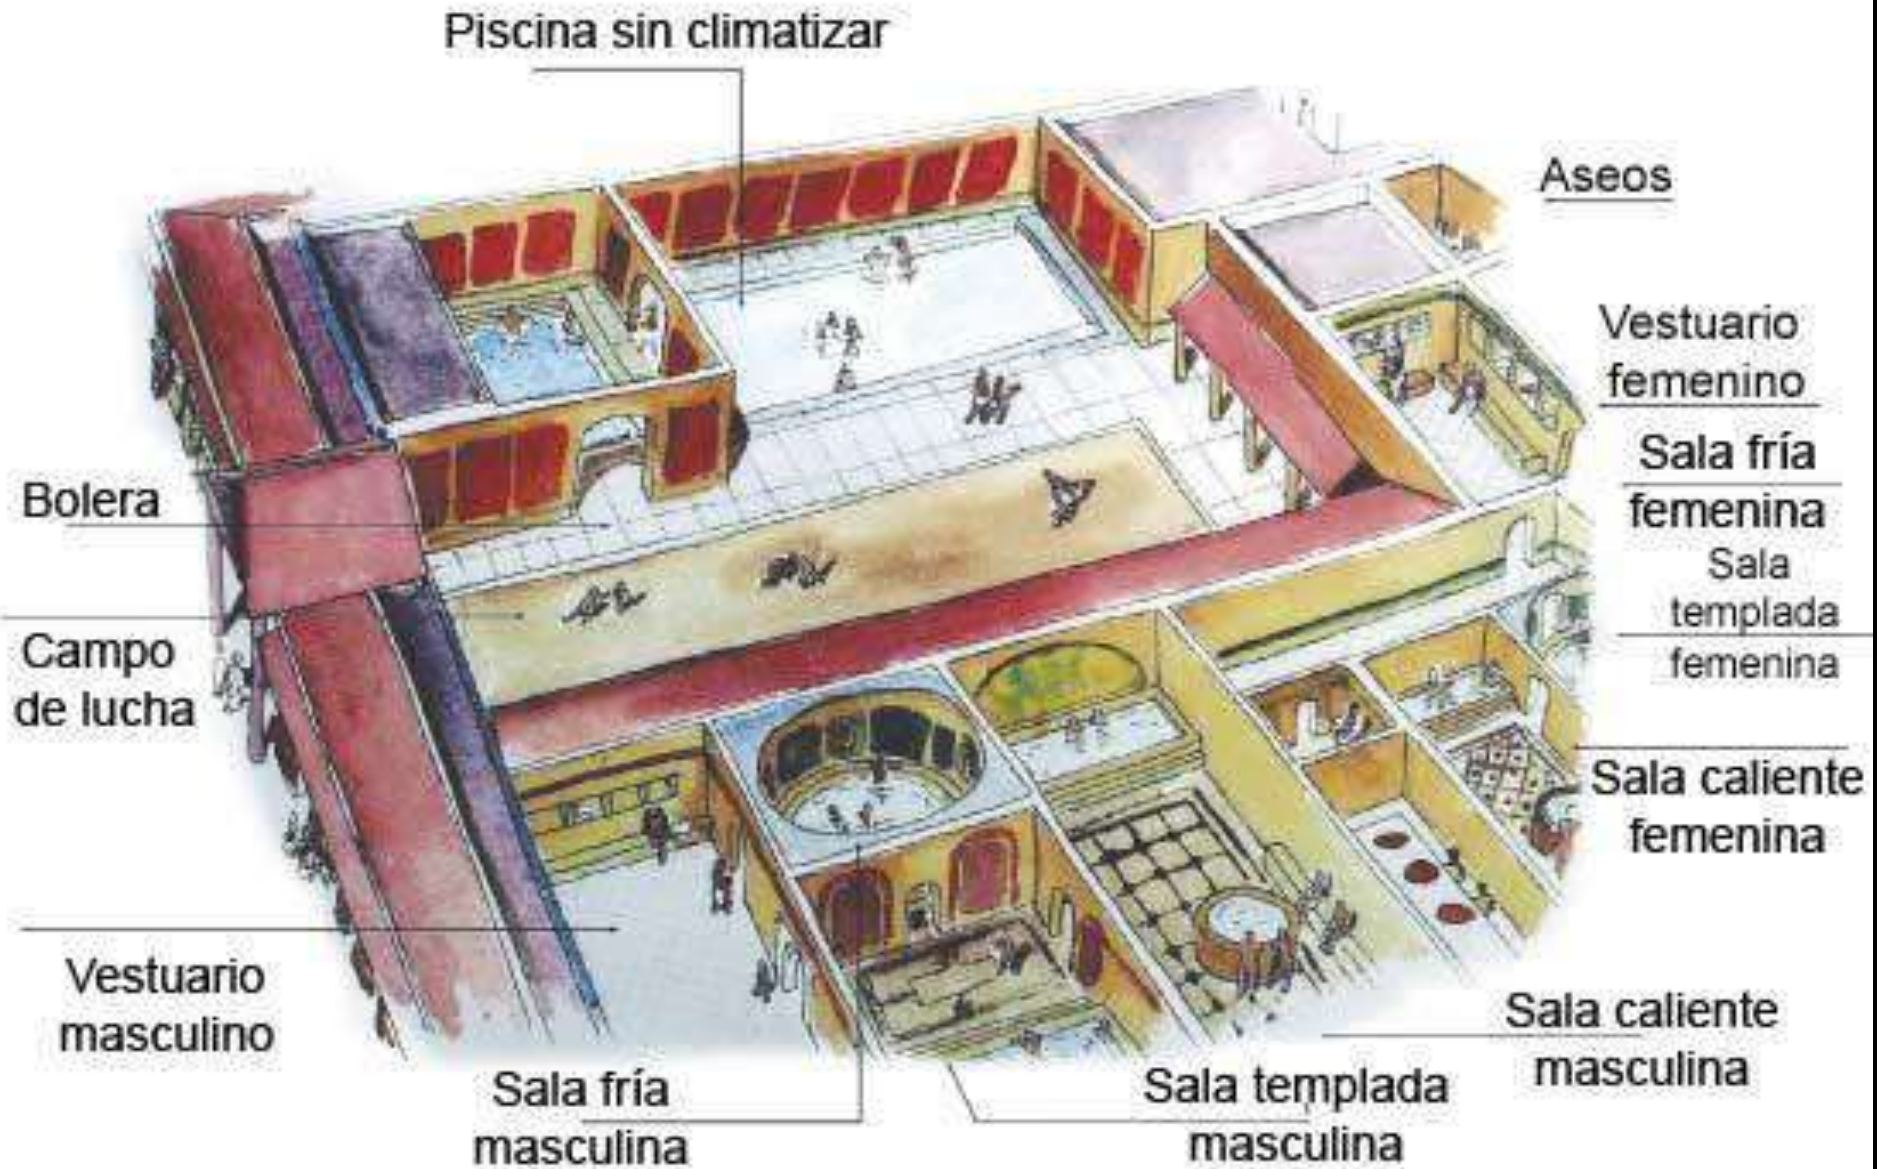 Piscina sin climatizar
Aseos
Vestuario
femenino
Sala fría
femenina
Sala
templada
femenina
Sala caliente
femenina
Bolera
Campo
de lucha
Vestuario
masculino
Sala fría
masculina
Sala templada
masculina
Sala caliente
masculina